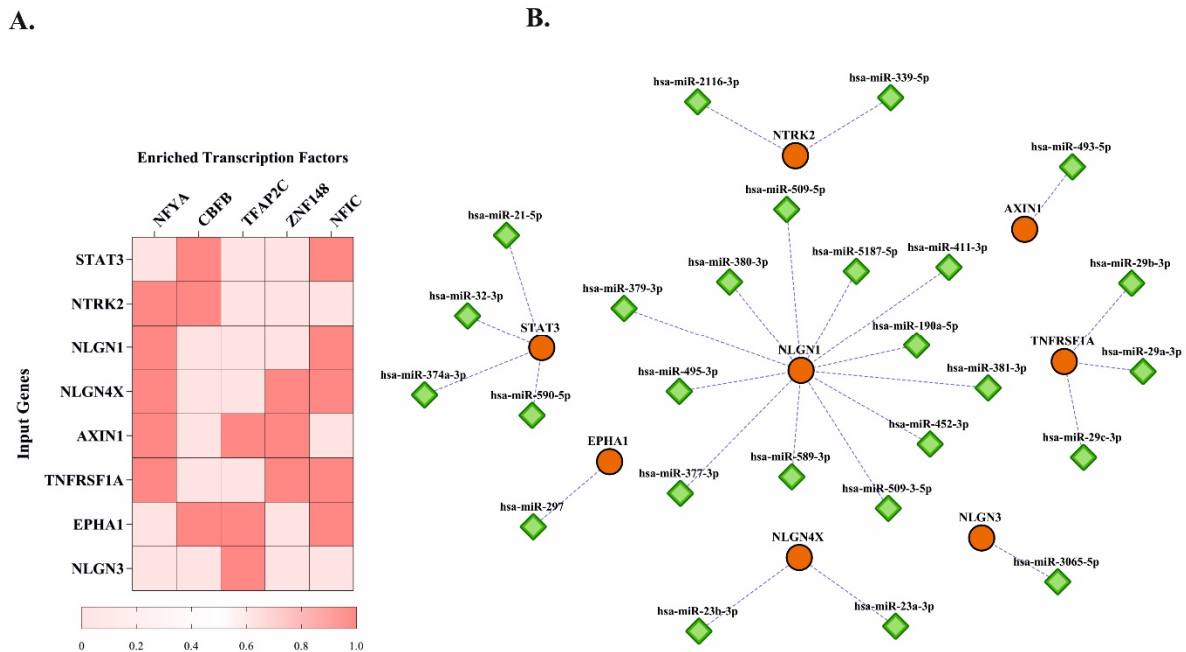 A.
B.
Enriched Transcription Factors
NFYA
CBFB
TFAP2C
ZNF148
NFIC
Input Genes
STAT3
NTRK2
NLGN1
NLGN4X
AXIN1
TNFRSF1A
EPHA1
NLGN3
0
0.2
0.4
0.6
0.8
1.0
hsa-miR-2116-3p
hsa-miR-339-5p
NTRK2
hsa-miR-493-5p
AXIN1
hsa-miR-509-5p
hsa-miR-21-5p
hsa-miR-380-3p
hsa-miR-5187-5p
hsa-miR-411-3p
hsa-miR-29b-3p
hsa-miR-379-3p
hsa-miR-32-3p
STAT3
hsa-miR-190a-5p
TNFRSF1A
NLGN1
hsa-miR-374a-3p
hsa-miR-495-3p
hsa-miR-381-3p
hsa-miR-29a-3p
hsa-miR-590-5p
hsa-miR-452-3p
EPHA1
hsa-miR-29c-3p
hsa-miR-377-3p
hsa-miR-589-3p
hsa-miR-297
hsa-miR-509-3-5p
NLGN3
NLGN4X
hsa-miR-3065-5p
hsa-miR-23b-3p
hsa-miR-23a-3p